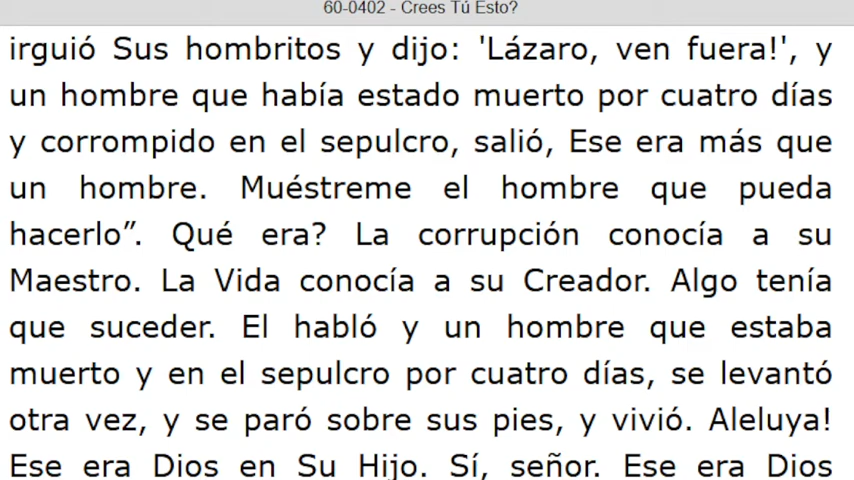 60-0402 - Crees Tú Esto?
irguió Sus hombritos y dijo: 'Lázaro, ven fuera!', y
un hombre que había estado muerto por cuatro días
y corrompido en el sepulcro, salió, Ese era más que
un hombre. Muéstreme el hombre que pueda
hacerlo”. Qué era? La corrupción conocía a su
Maestro. La Vida conocía a su Creador. Algo tenía
que suceder. El habló y un hombre que estaba
muerto y en el sepulcro por cuatro días, se levantó
otra vez, y se paró sobre sus pies, y vivió. Aleluya!
Ese era Dios en Su Hijo. Sí, señor. Ese era Dios